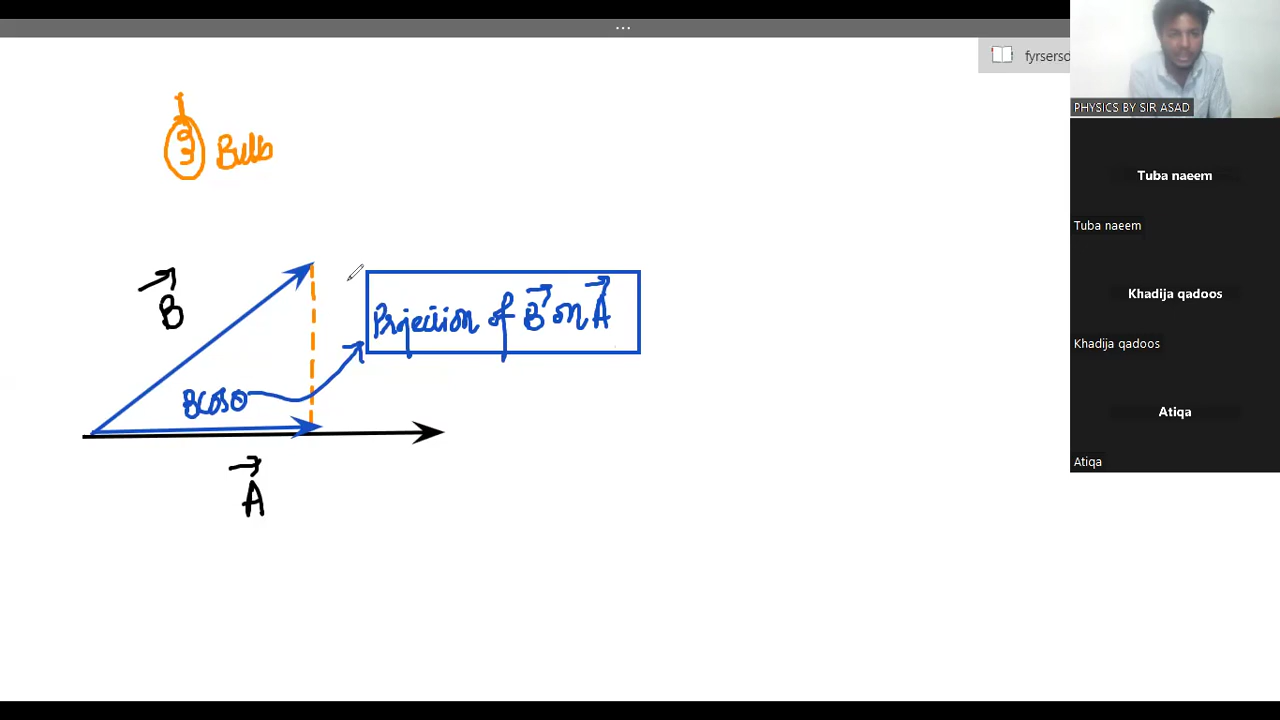 ...
fyrsersd
PHYSICS BY SIR ASAD
Bulb
Tuba naeem
Tuba naeem
B
Projection of B on A
Khadija qadoos
Khadija qadoos
Bcosθ
Atiqa
Atiqa
A